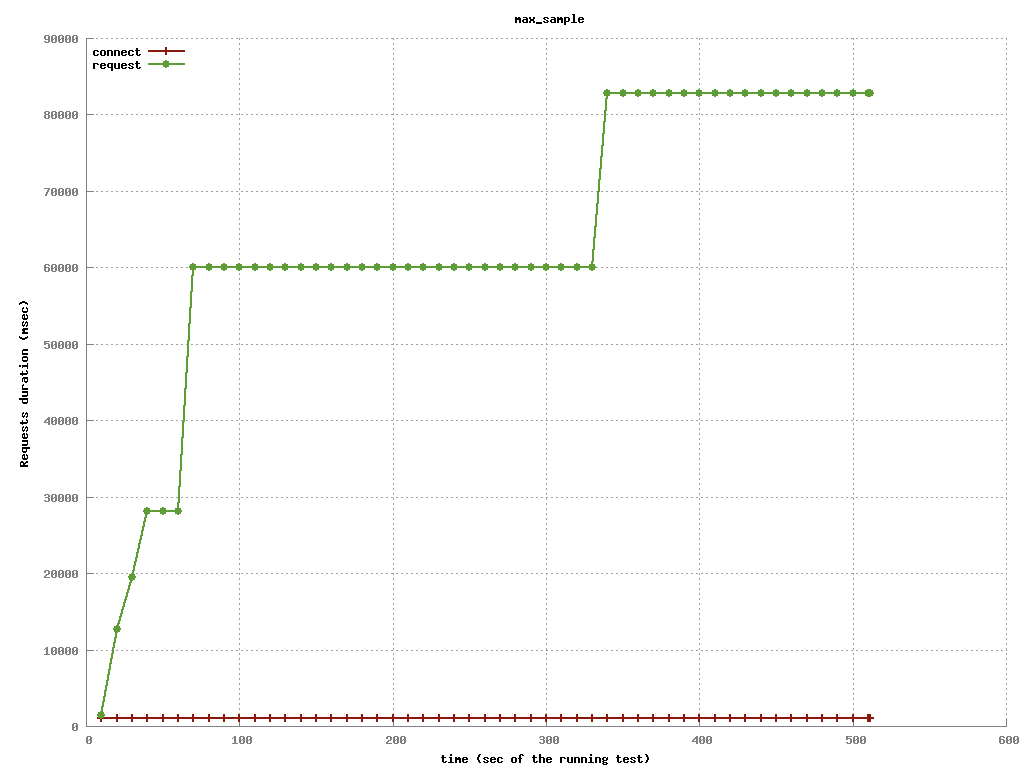 max_sample
90000
connect
request
80000
70000
60000
50000
40000
30000
20000
10000
0
Requests duration (msec)
0 100 200 300 400 500 600
time (sec of the running test)